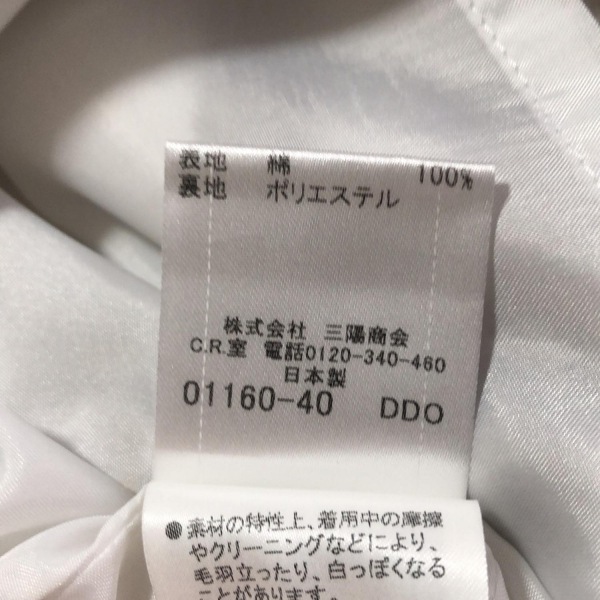 表地 綿 100%
裏地 ポリエステル
株式会社 三陽商会
C.R.室 電話0120-340-460
日本製
01160-40 DDO
●素材の特性上、着用中の摩擦
やクリーニングなどにより、
毛羽立ったり、白っぽくなる
ことがあります。